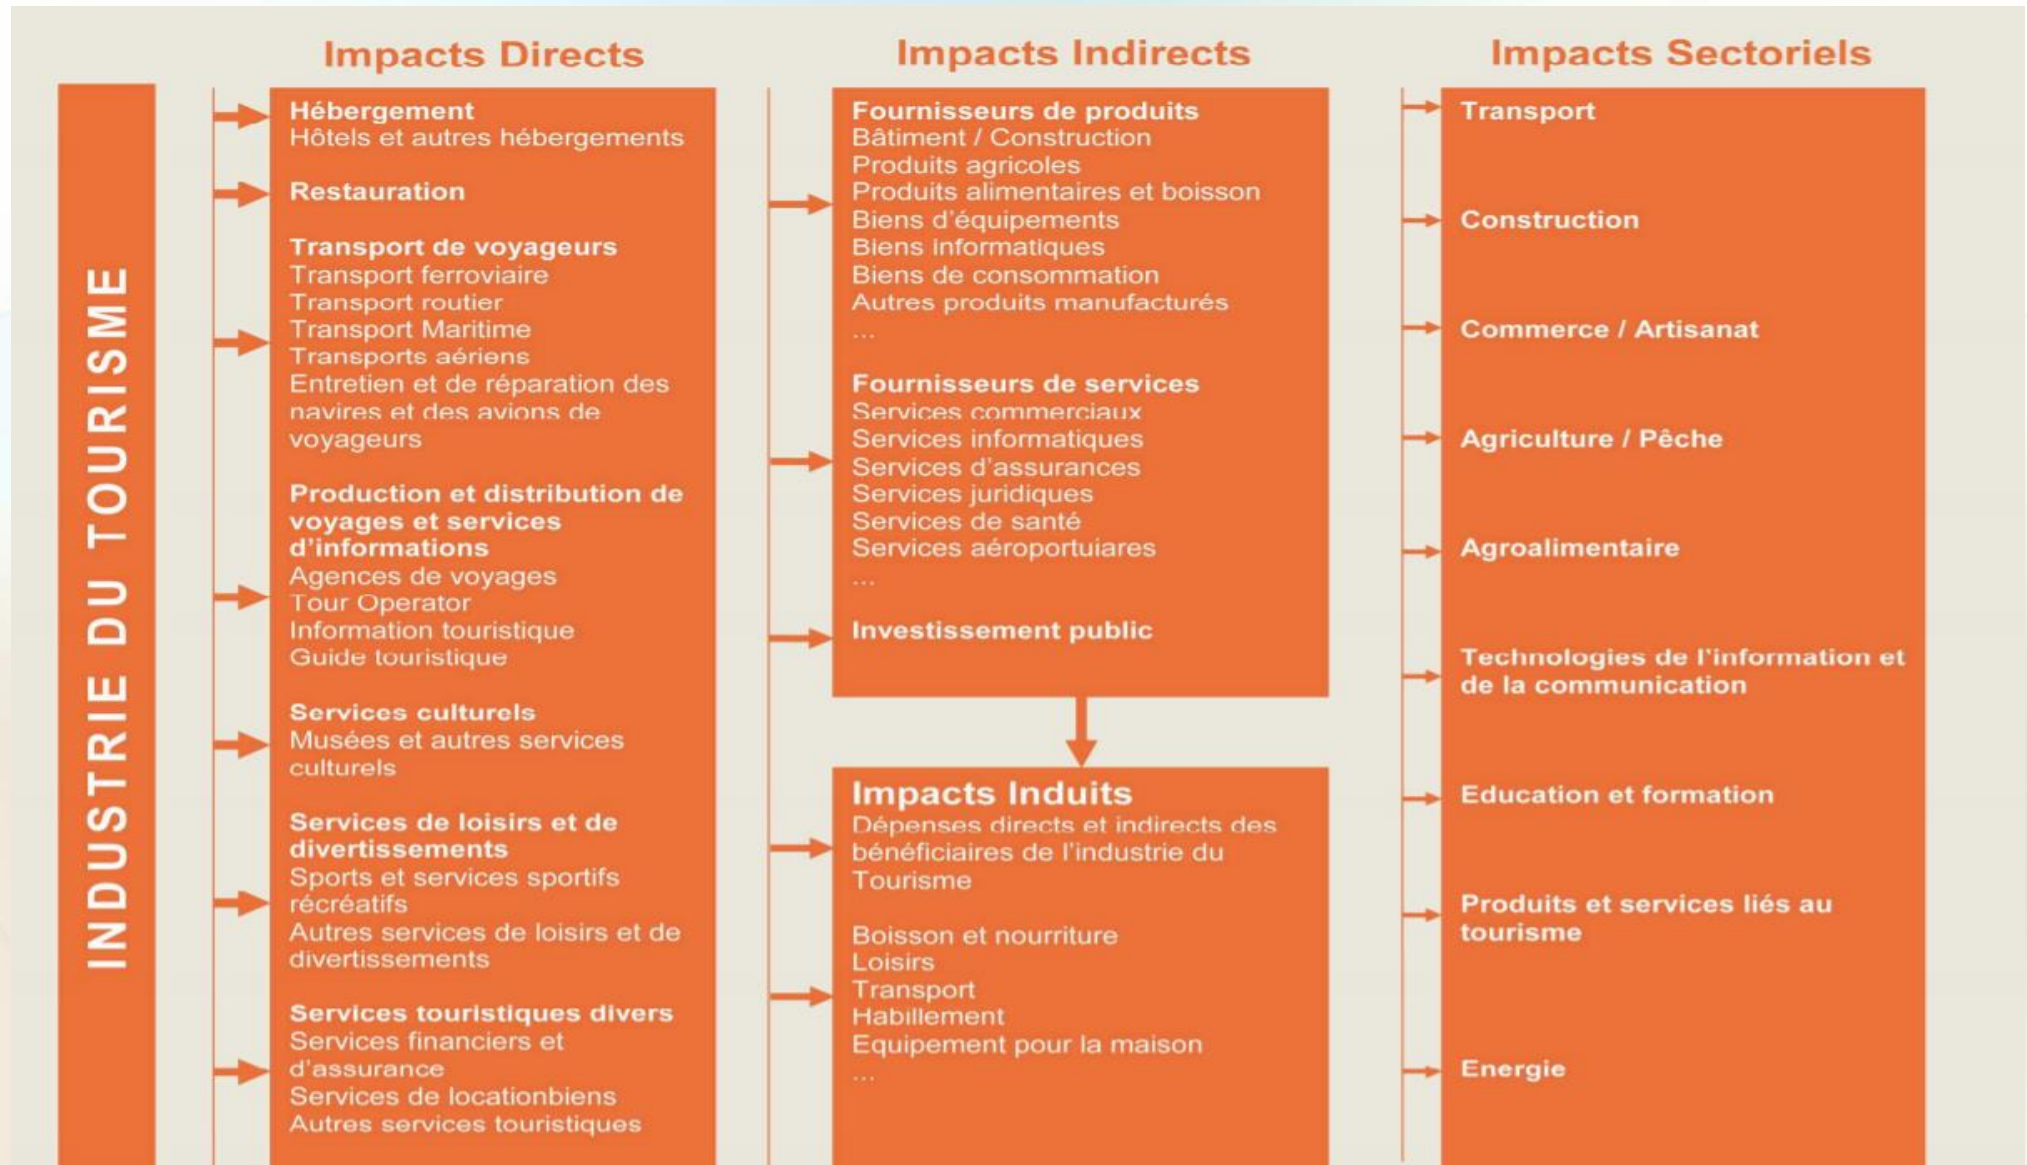 INDUSTRIE DU TOURISME
Impacts Directs
Hébergement
Hôtels et autres hébergements
Restauration
Transport de voyageurs
Transport ferroviaire
Transport routier
Transport Maritime
Transports aériens
Entretien et de réparation des
navires et des avions de
voyageurs
Production et distribution de
voyages et services
d'informations
Agences de voyages
Tour Operator
Information touristique
Guide touristique
Services culturels
Musées et autres services
culturels
Services de loisirs et de
divertissements
Sports et services sportifs
récréatifs
Autres services de loisirs et de
divertissements
Services touristiques divers
Services financiers et
d'assurance
Services de locationbiens
Autres services touristiques
Impacts Indirects
Fournisseurs de produits
Bâtiment / Construction
Produits agricoles
Produits alimentaires et boisson
Biens d'équipements
Biens informatiques
Biens de consommation
Autres produits manufacturés
...
Fournisseurs de services
Services commerciaux
Services informatiques
Services d'assurances
Services juridiques
Services de santé
Services aéroportuiares
...
Investissement public
Impacts Induits
Dépenses directs et indirects des
bénéficiaires de l'industrie du
Tourisme
Boisson et nourriture
Loisirs
Transport
Habillement
Equipement pour la maison
...
Impacts Sectoriels
Transport
Construction
Commerce / Artisanat
Agriculture / Pêche
Agroalimentaire
Technologies de l'information et
de la communication
Education et formation
Produits et services liés au
tourisme
Energie